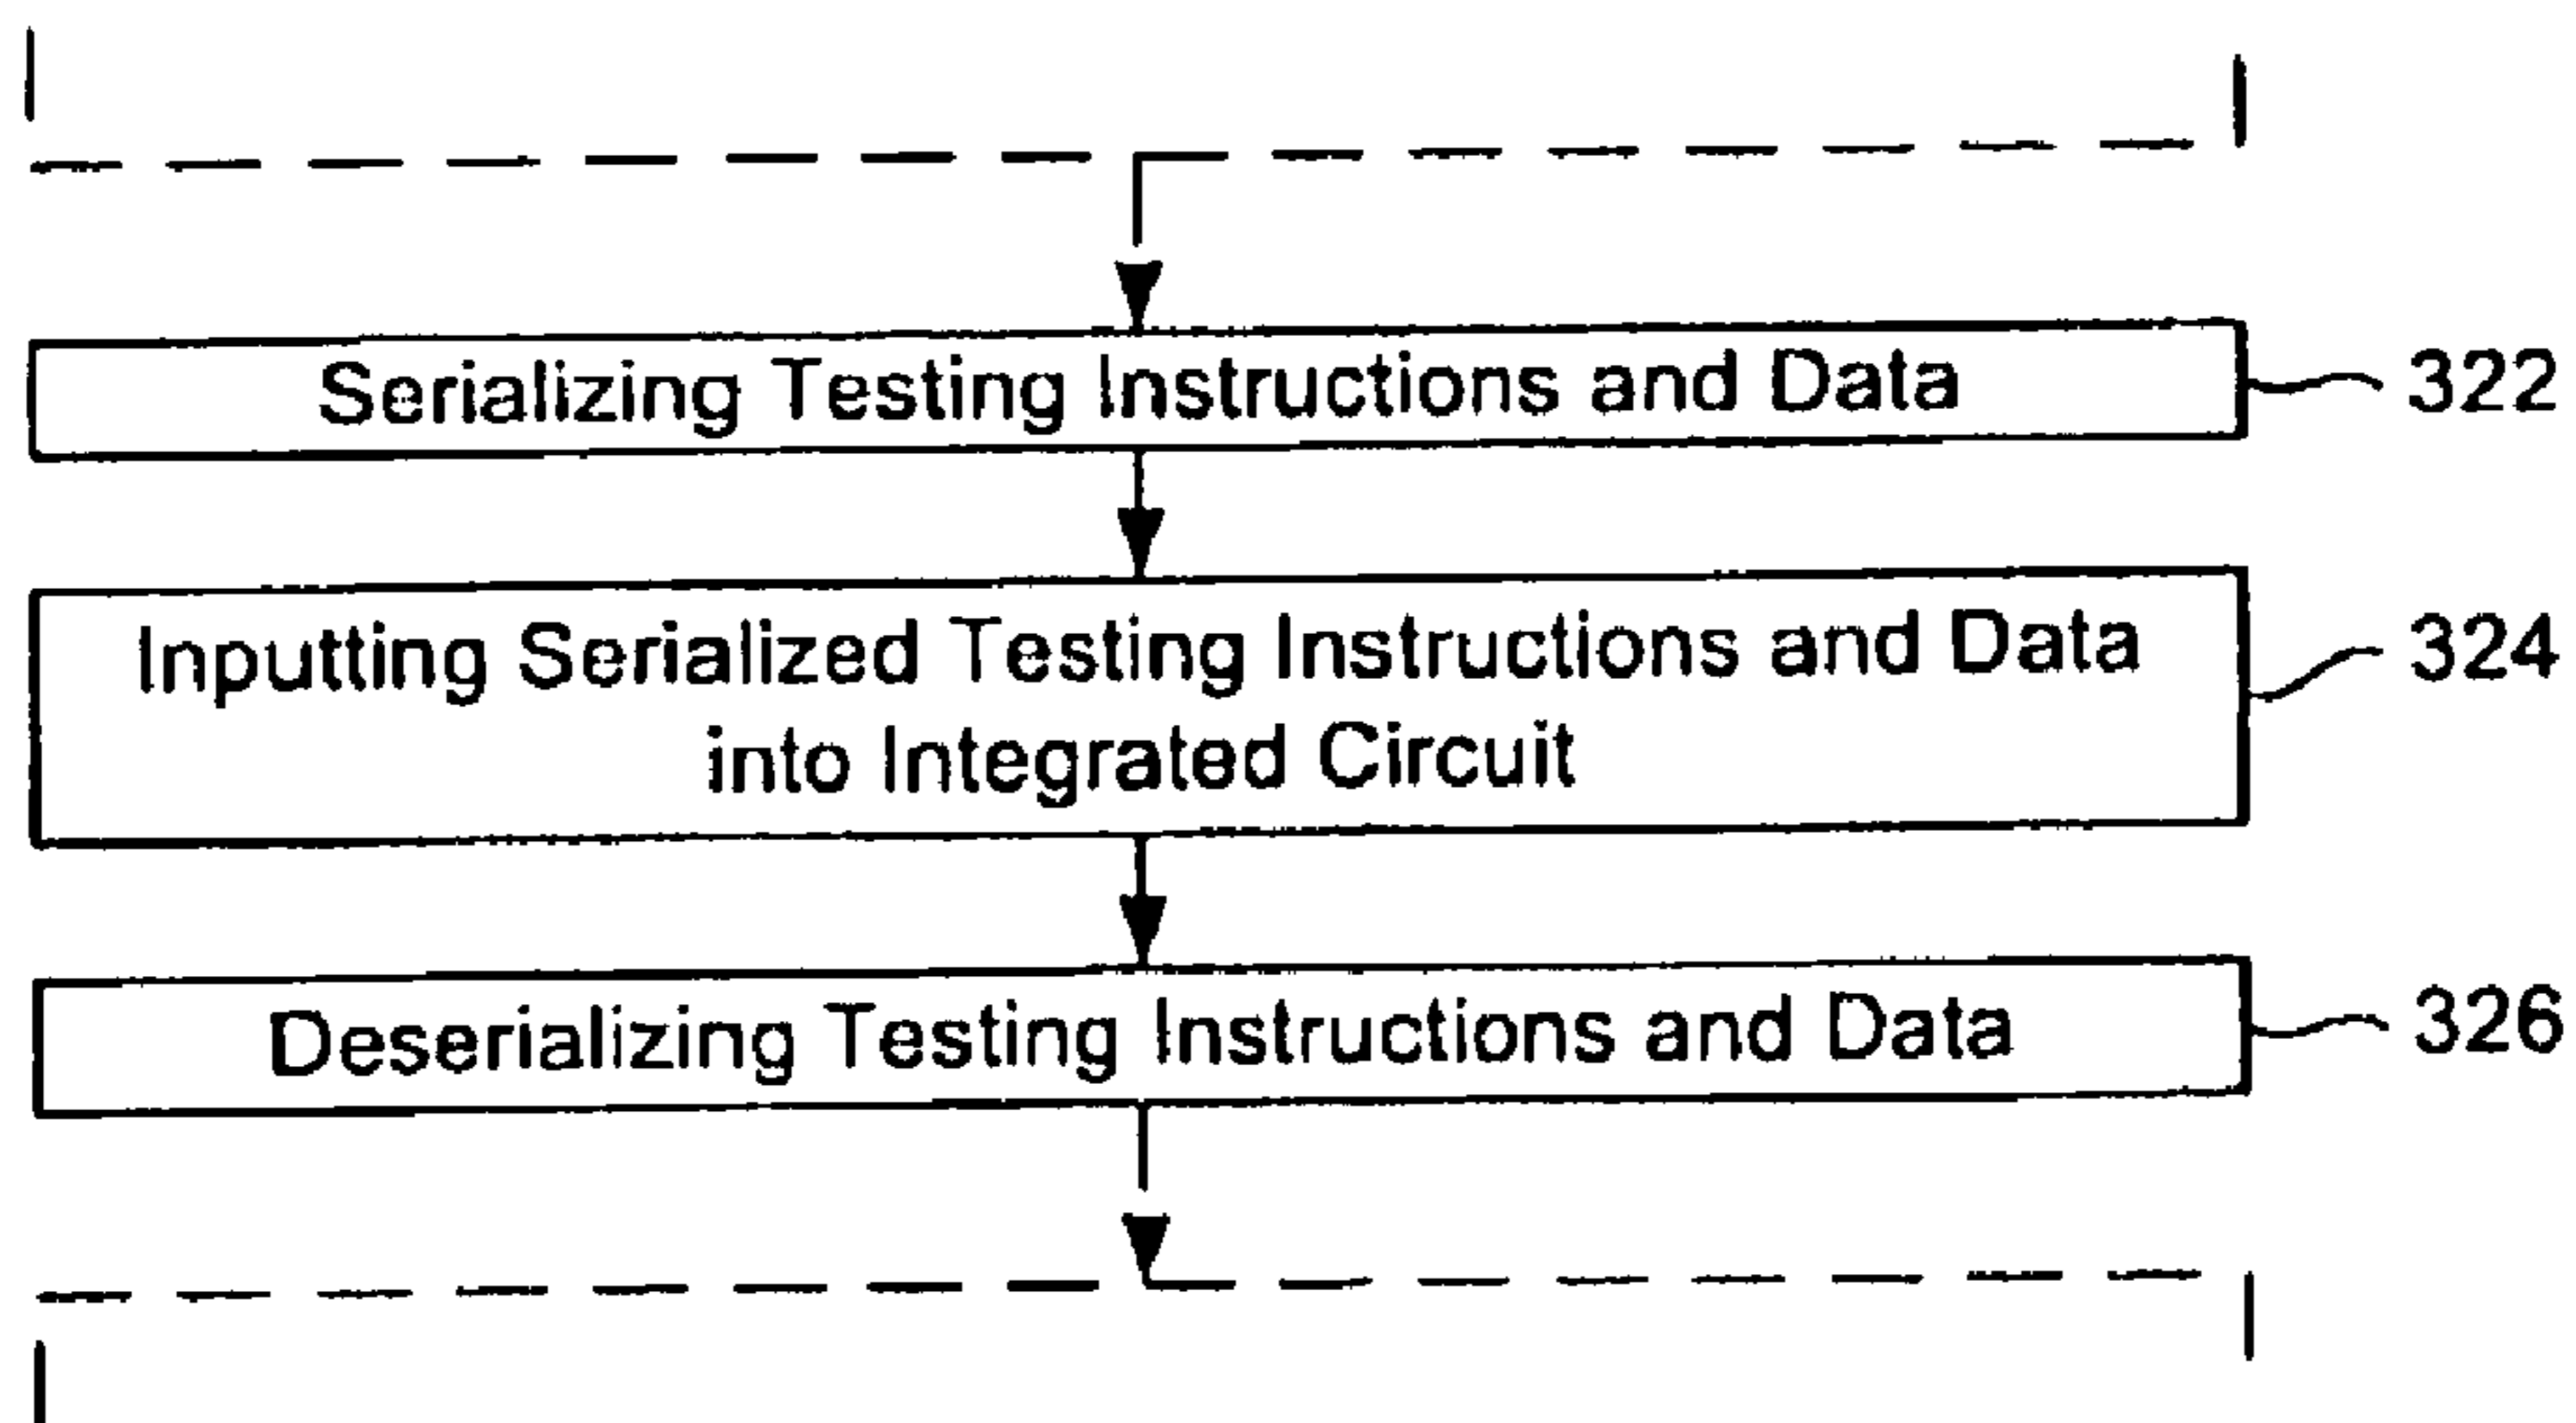 Serializing Testing Instructions and Data 322
Inputting Serialized Testing Instructions and Data 324
into Integrated Circuit
Deserializing Testing Instructions and Data 326